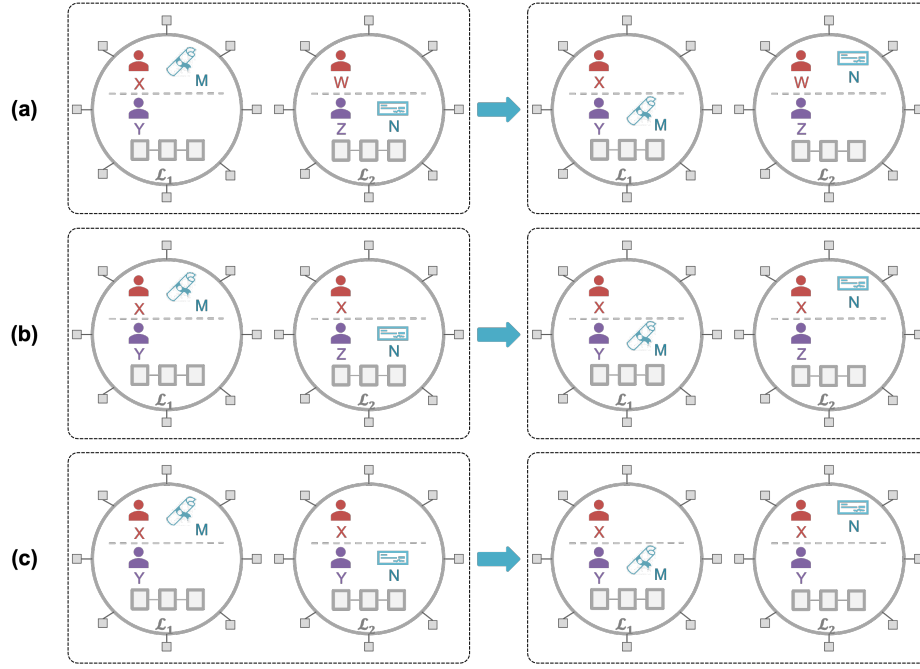 (a)
X M W X W N
Y Z N Y M Z
ℒ₁ ℒ₂ ℒ₁ ℒ₂
(b)
X M X X X N
Y Z N Y M Z
ℒ₁ ℒ₂ ℒ₁ ℒ₂
(c)
X M X X X N
Y Y N Y M Y
ℒ₁ ℒ₂ ℒ₁ ℒ₂